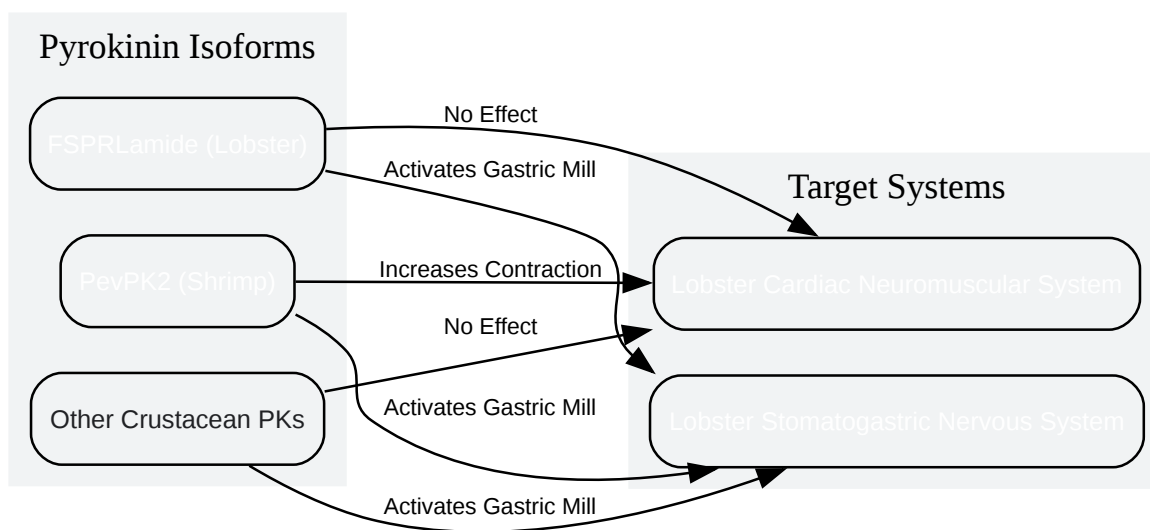 Pyrokinin Isoforms
FSPRLamide (Lobster)
PevPK2 (Shrimp)
Other Crustacean PKs
No Effect
Activates Gastric Mill
Increases Contraction
No Effect
Activates Gastric Mill
Activates Gastric Mill
Target Systems
Lobster Cardiac Neuromuscular System
Lobster Stomatogastric Nervous System